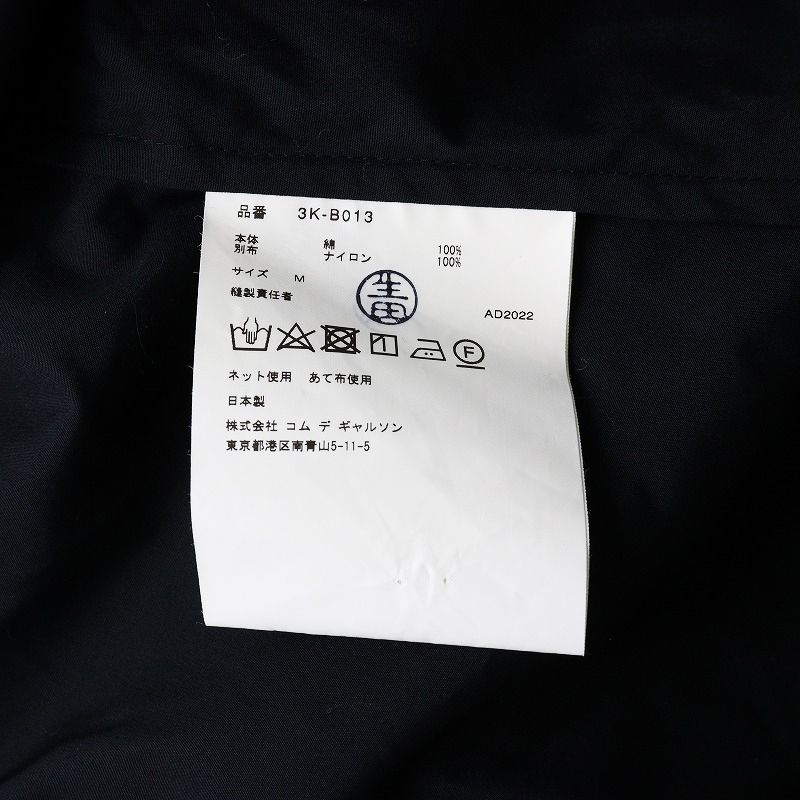 品番 3K-B013
本体 綿 100%
別布 ナイロン 100%
サイズ M
縫製責任者 生田 AD2022
F
ネット使用 あて布使用
日本製
株式会社 コム デ ギャルソン
東京都港区南青山5-11-5